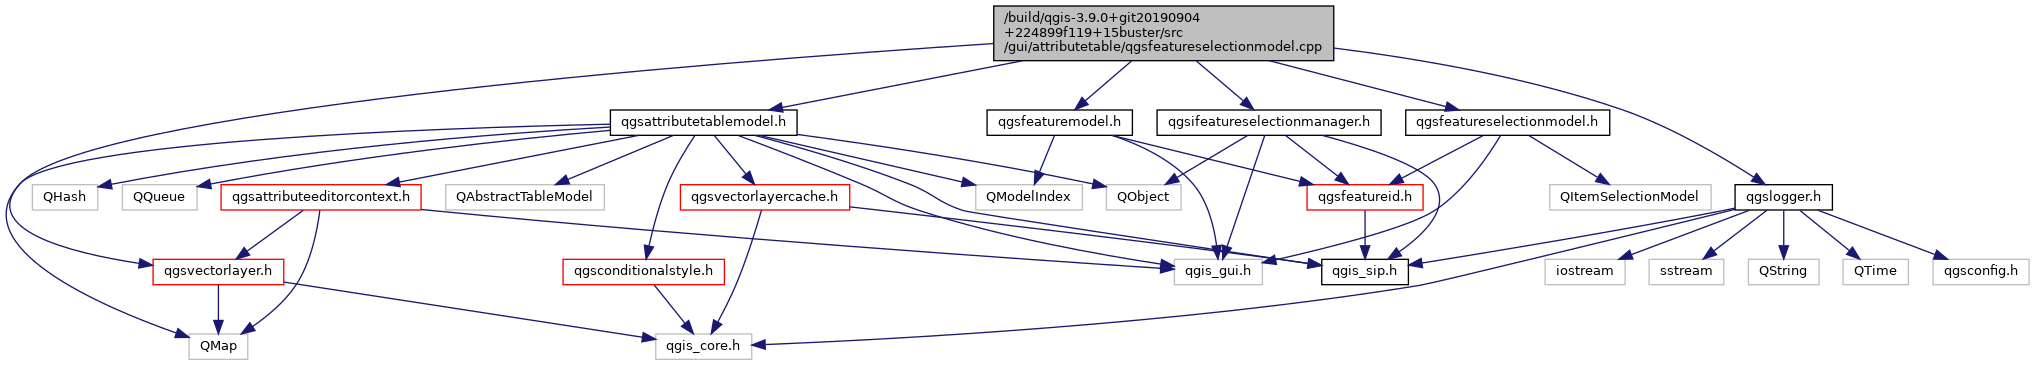 /build/qgis-3.9.0+git20190904
+224899f119+15buster/src
/gui/attributetable/qgsfeatureselectionmodel.cpp
qgsattributetablemodel.h
qgsfeaturemodel.h
qgsifeatureselectionmanager.h
qgsfeatureselectionmodel.h
QHash
QQueue
qgsattributeeditorcontext.h
QAbstractTableModel
qgsvectorlayercache.h
QModelIndex
QObject
qgsfeatureid.h
QItemSelectionModel
qgslogger.h
qgsvectorlayer.h
qgsconditionalstyle.h
qgis_gui.h
qgis_sip.h
iostream
sstream
QString
QTime
qgsconfig.h
QMap
qgis_core.h